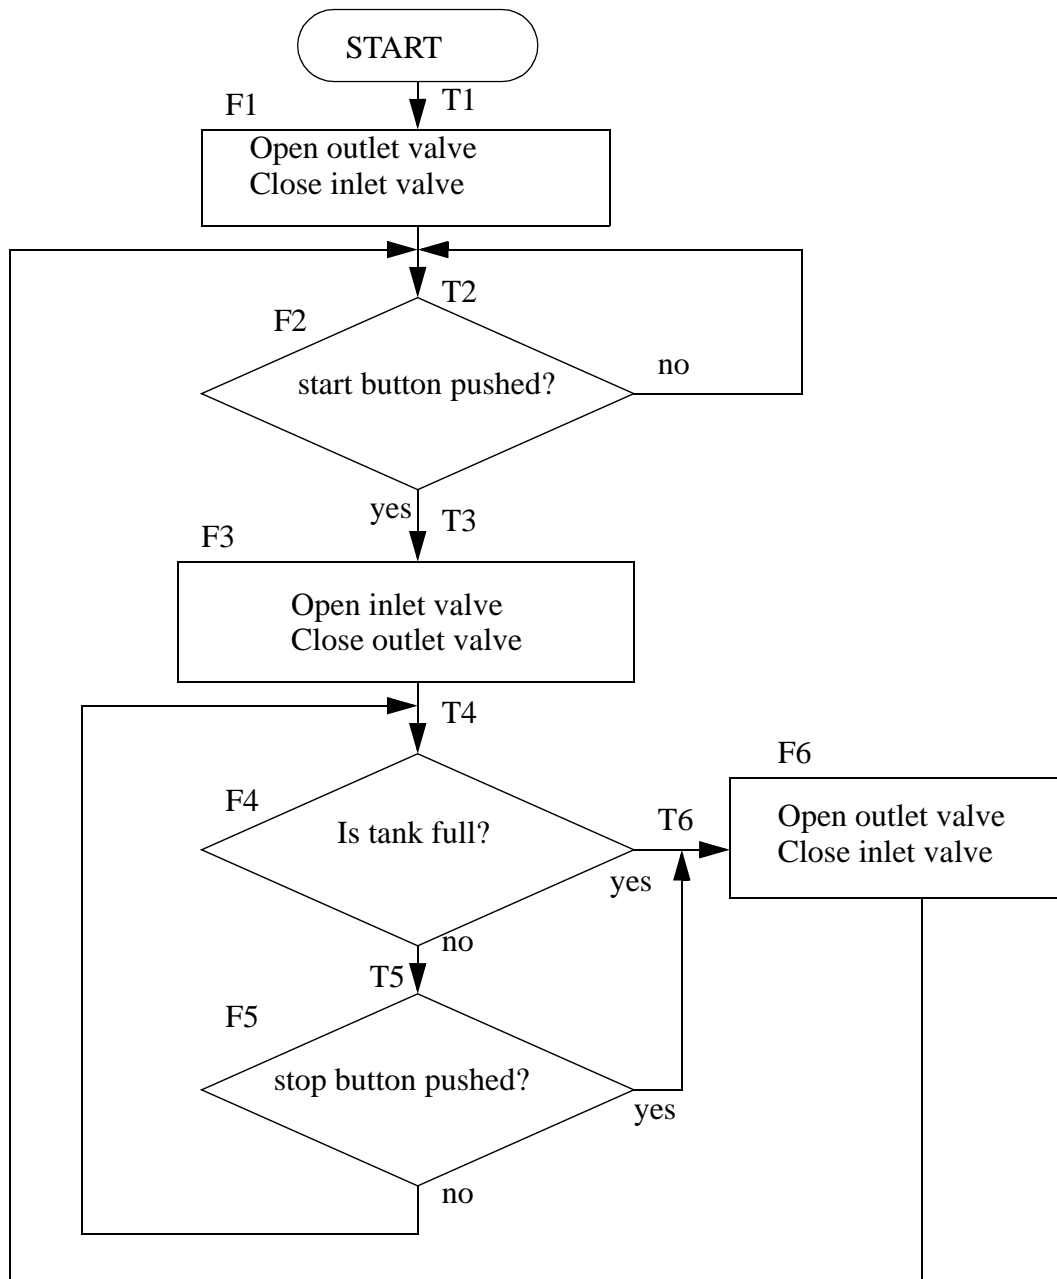 START
T1
F1
Open outlet valve
Close inlet valve
T2
F2
start button pushed?
no
yes
T3
F3
Open inlet valve
Close outlet valve
T4
F4
Is tank full?
T6
yes
F6
Open outlet valve
Close inlet valve
no
T5
F5
stop button pushed?
yes
no